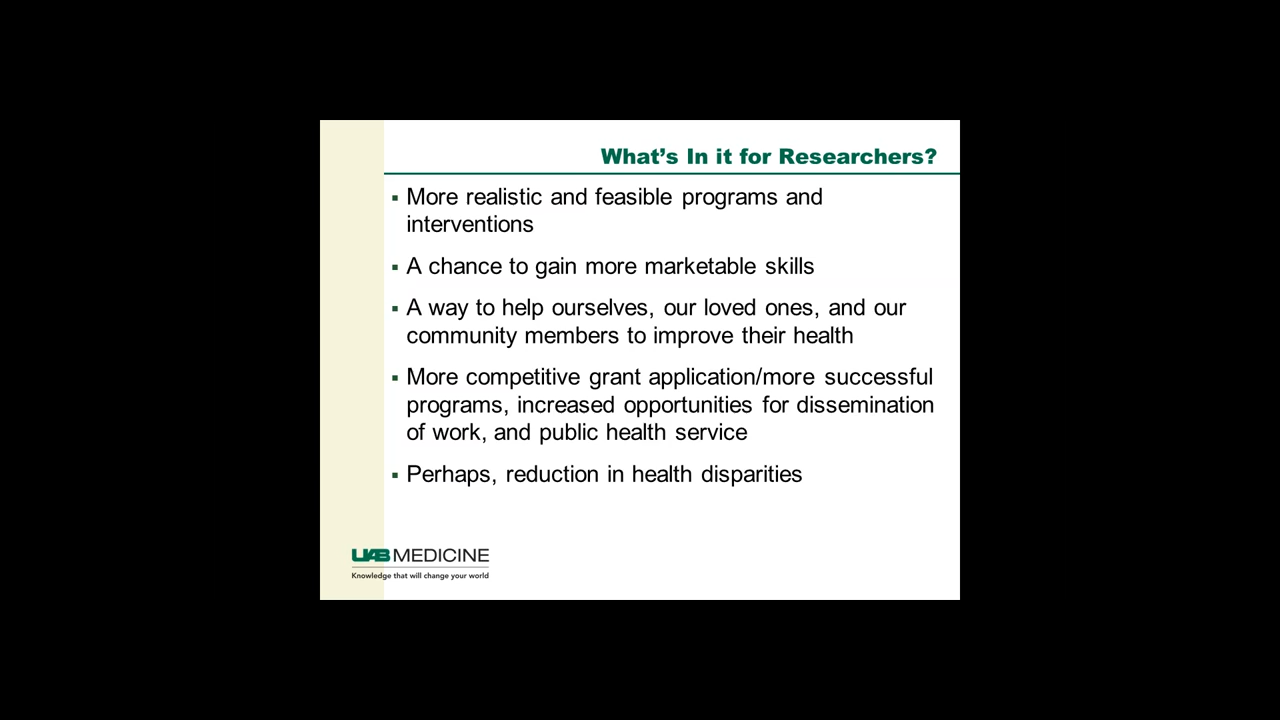 What's In it for Researchers?
▪ More realistic and feasible programs and
interventions
▪ A chance to gain more marketable skills
▪ A way to help ourselves, our loved ones, and our
community members to improve their health
▪ More competitive grant application/more successful
programs, increased opportunities for dissemination
of work, and public health service
▪ Perhaps, reduction in health disparities
UAB MEDICINE
Knowledge that will change your world